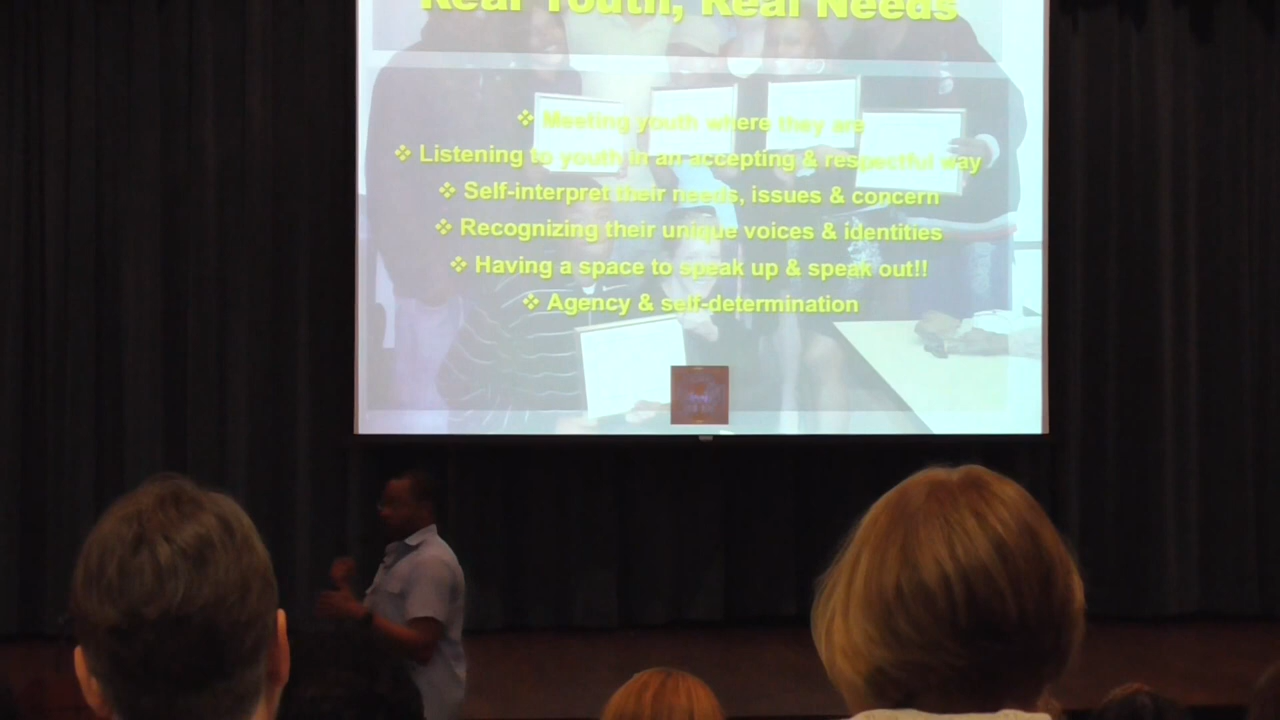 Real Youth, Real Needs
❖ Meeting youth where they are
❖ Listening to youth in an accepting & respectful way
❖ Self-interpret their needs, issues & concern
❖ Recognizing their unique voices & identities
❖ Having a space to speak up & speak out!!
❖ Agency & self-determination